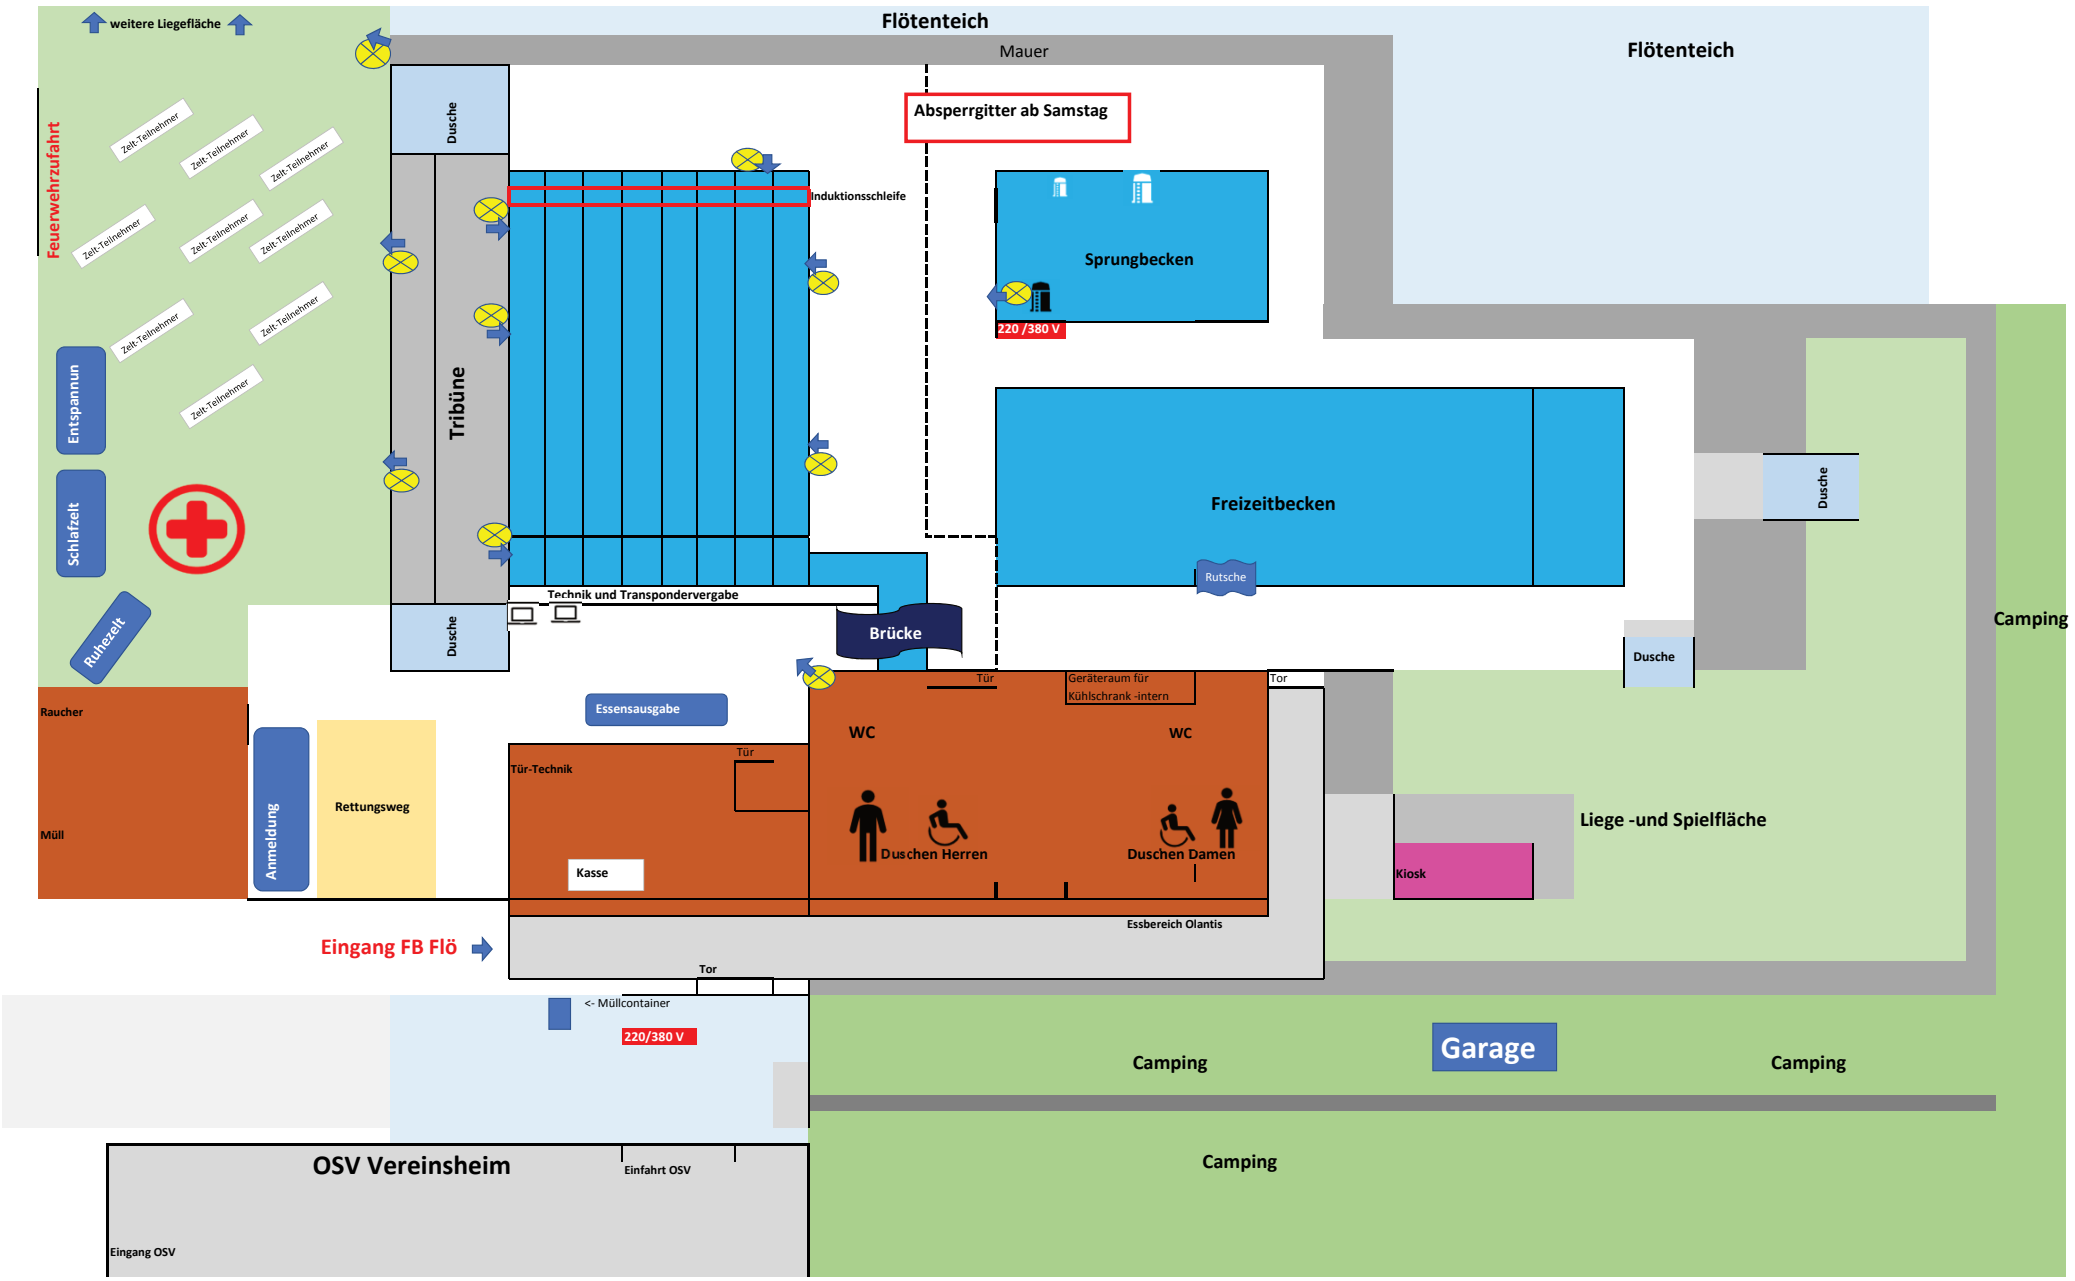 weitere Liegefläche
Flötenteich
Flötenteich
Mauer
Absperrgitter ab Samstag
Feuerwehrzufahrt
Dusche
Zelt-Teilnehmer
Zelt-Teilnehmer
Zelt-Teilnehmer
Zelt-Teilnehmer
Zelt-Teilnehmer
Zelt-Teilnehmer
Zelt-Teilnehmer
Zelt-Teilnehmer
Zelt-Teilnehmer
Induktionsschleife
Sprungbecken
220 /380 V
Entspannun
Tribüne
Schlafzelt
Freizeitbecken
Dusche
Rutsche
Technik und Transpondervergabe
Ruhezelt
Dusche
Brücke
Camping
Dusche
Tür
Geräteraum für
Kühlschrank -intern
Tor
Raucher
Essensausgabe
WC
WC
Tür
Tür-Technik
Anmeldung
Rettungsweg
Müll
Liege -und Spielfläche
Duschen Herren
Duschen Damen
Kasse
Kiosk
Essbereich Olantis
Eingang FB Flö
Tor
<- Müllcontainer
220/380 V
Garage
Camping
Camping
OSV Vereinsheim
Einfahrt OSV
Camping
Eingang OSV